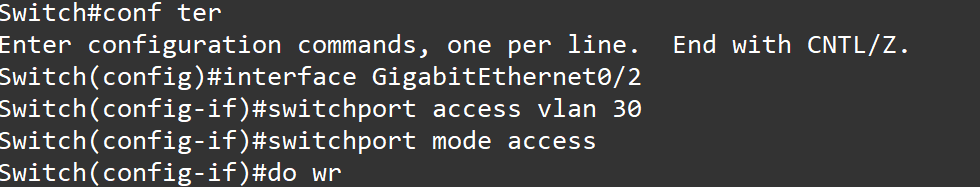 Switch#conf ter
Enter configuration commands, one per line.  End with CNTL/Z.
Switch(config)#interface GigabitEthernet0/2
Switch(config-if)#switchport access vlan 30
Switch(config-if)#switchport mode access
Switch(config-if)#do wr